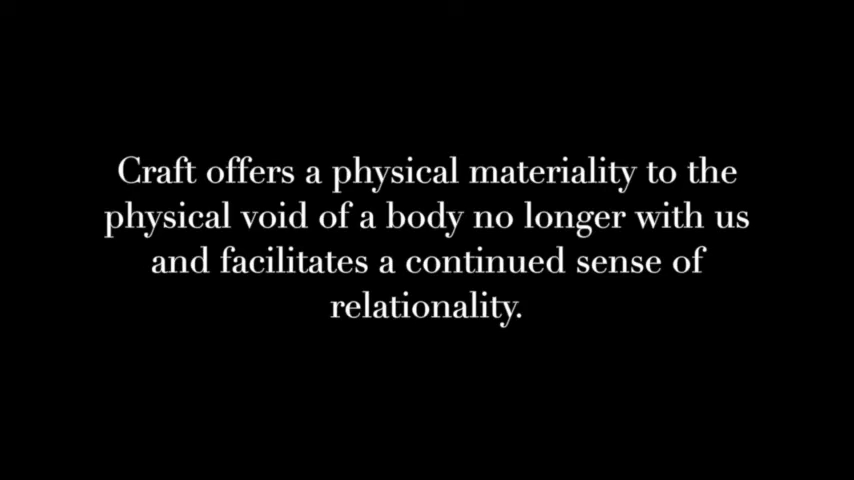 Craft offers a physical materiality to the
physical void of a body no longer with us
and facilitates a continued sense of
relationality.